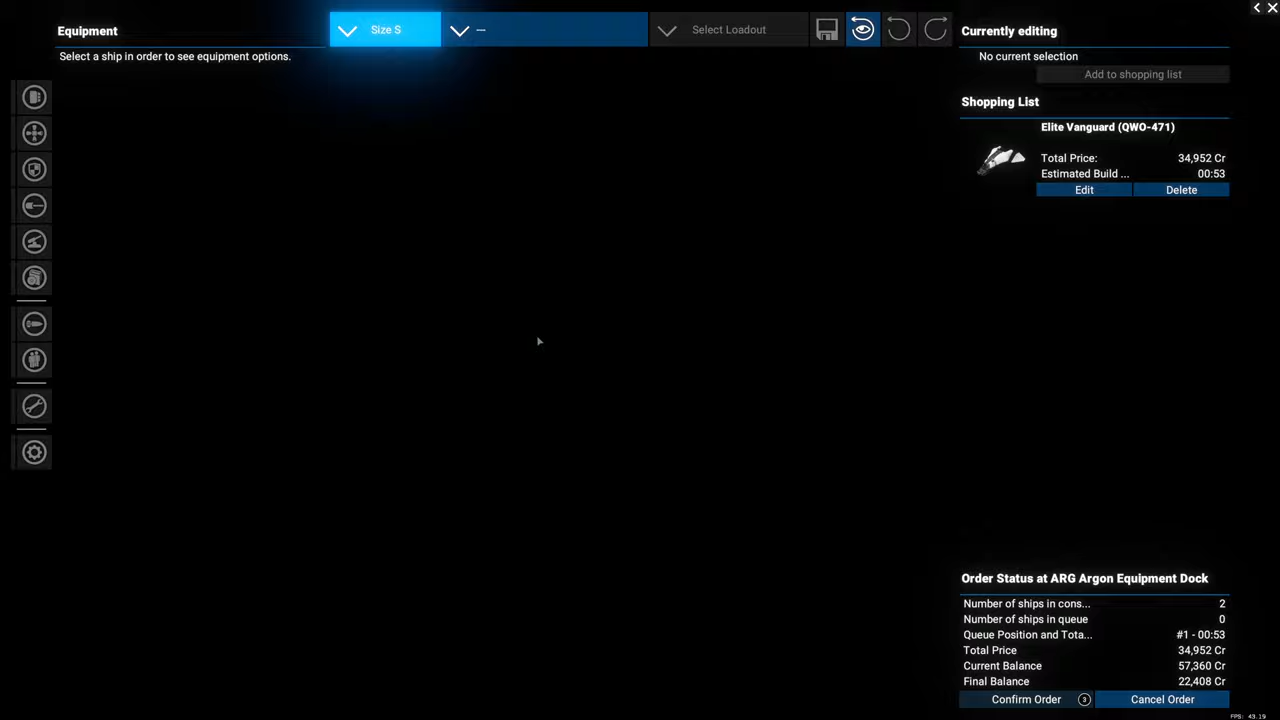 Equipment
Select a ship in order to see equipment options.
Size S
—
Select Loadout
Currently editing
No current selection
Add to shopping list
Shopping List
Elite Vanguard (QWO-471)
Total Price: 34,952 Cr
Estimated Build ... 00:53
Edit Delete
Order Status at ARG Argon Equipment Dock
Number of ships in cons... 2
Number of ships in queue 0
Queue Position and Tota... #1 - 00:53
Total Price 34,952 Cr
Current Balance 57,360 Cr
Final Balance 22,408 Cr
Confirm Order 3 Cancel Order
FPS: 43.19